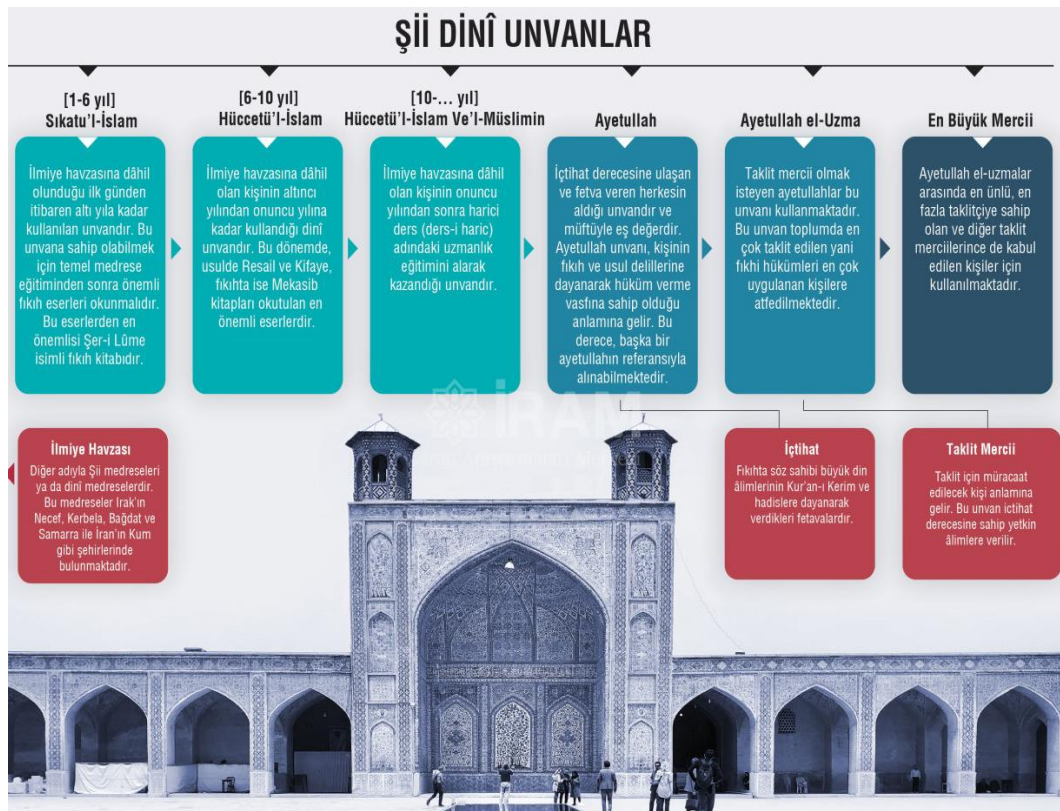 Şİİ DİNÎ UNVANLAR
[1-6 yıl]
Sıkatu’l-İslam
İlmiye havzasına dâhil
olunduğu ilk günden
itibaren altı yıla kadar
kullanılan unvandır. Bu
unvana sahip olabilmek
için temel medrese
eğitiminden sonra önemli
fıkıh eserleri okunmalıdır.
Bu eserlerden en
önemlisi Şer-i Lûme
isimli fıkıh kitabıdır.
[6-10 yıl]
Hüccetü’l-İslam
İlmiye havzasına dâhil
olan kişinin altıncı
yılından onuncu yılına
kadar kullandığı dinî
unvandır. Bu dönemde,
usulde Resail ve Kifaye,
fıkıhta ise Mekasib
kitapları okutulan en
önemli eserlerdir.
[10-... yıl]
Hüccetü’l-İslam Ve’l-Müslimin
İlmiye havzasına dâhil
olan kişinin onuncu
yılından sonra harici
ders (ders-i haric)
adındaki uzmanlık
eğitimini alarak
kazandığı unvandır.
Ayetullah
İçtihat derecesine ulaşan
ve fetva veren herkesin
aldığı unvandır ve
müftüyle eş değerdir.
Ayetullah unvanı, kişinin
fıkıh ve usul delillerine
dayanarak hüküm verme
vasfına sahip olduğu
anlamına gelir. Bu
derece, başka bir
ayetullahın referansıyla
alınabilmektedir.
Ayetullah el-Uzma
Taklit mercii olmak
isteyen ayetullahlar bu
unvanı kullanmaktadır.
Bu unvan toplumda en
çok taklit edilen yani
fıkhi hükümleri en çok
uygulanan kişilere
atfedilmektedir.
En Büyük Mercii
Ayetullah el-uzmalar
arasında en ünlü, en
fazla taklitçiye sahip
olan ve diğer taklit
merciilerince de kabul
edilen kişiler için
kullanılmaktadır.
İRAM
İlmiye Havzası
Diğer adıyla Şii medreseleri
ya da dinî medreselerdir.
Bu medreseler Irak’ın
Necef, Kerbela, Bağdat ve
Samarra ile İran’ın Kum
gibi şehirlerinde
bulunmaktadır.
İçtihat
Fıkıhta söz sahibi büyük din
âlimlerinin Kur’an-ı Kerim ve
hadislere dayanarak
verdikleri fetavalardır.
Taklit Mercii
Taklit için müracaat
edilecek kişi anlamına
gelir. Bu unvan ictihat
derecesine sahip yetkin
âlimlere verilir.